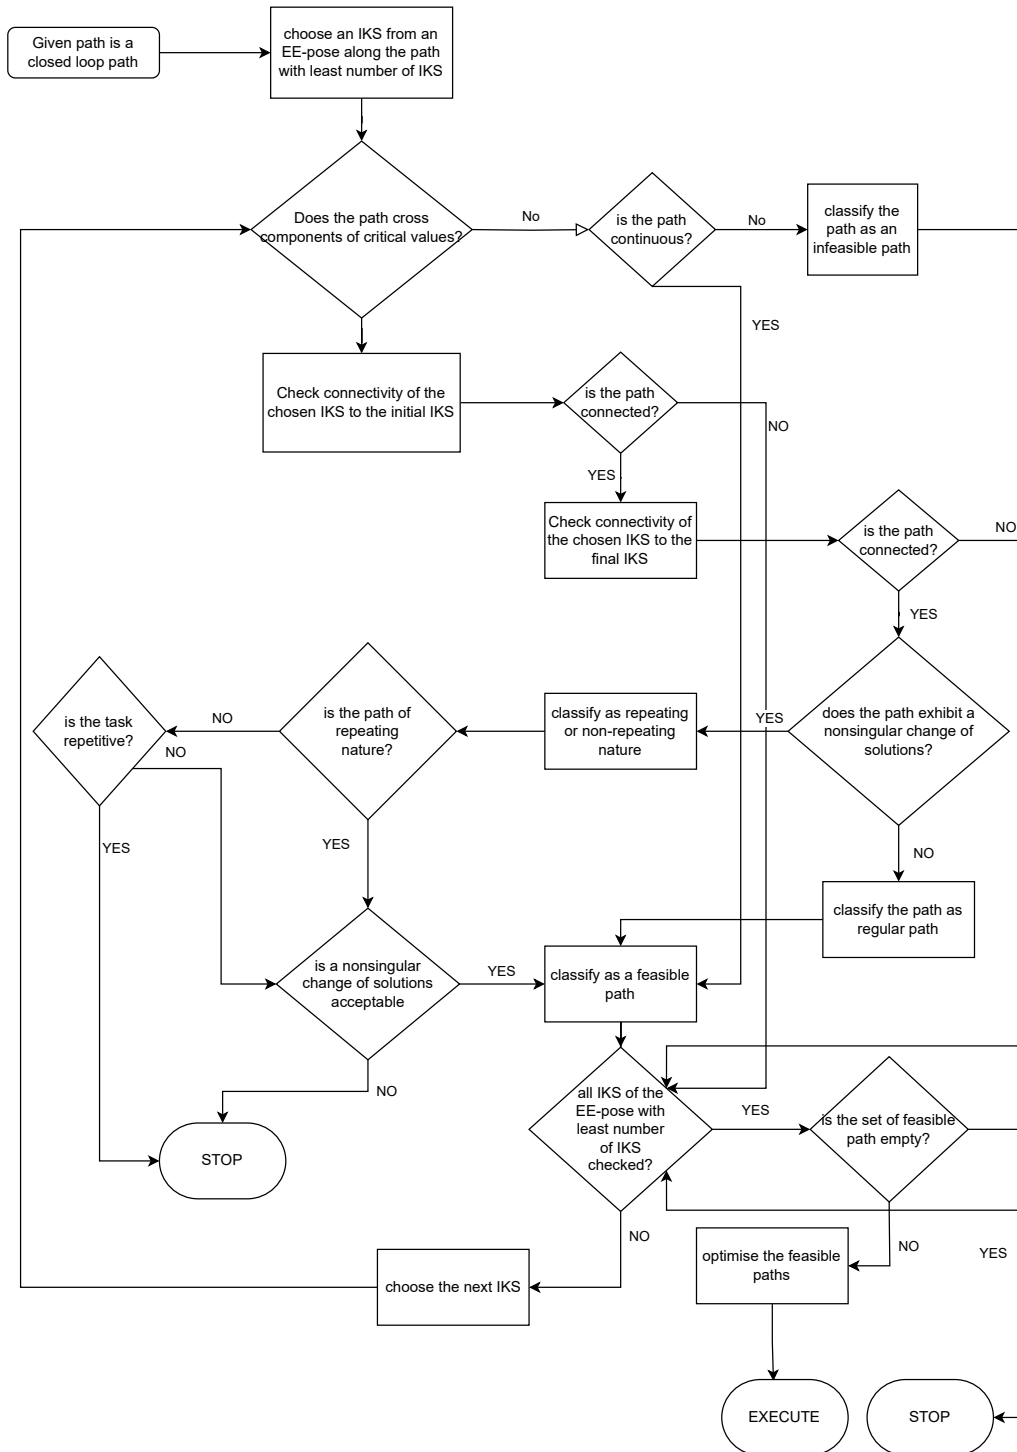 Given path is a
closed loop path
choose an IKS from an
EE-pose along the path
with least number of IKS
Does the path cross
components of critical values?
No
is the path
continuous?
No
classify the
path as an
infeasible path
YES
Check connectivity of the
chosen IKS to the initial IKS
is the path
connected?
NO
YES
Check connectivity of
the chosen IKS to the
final IKS
is the path
connected?
NO
YES
is the task
repetitive?
NO
NO
is the path of
repeating
nature?
classify as repeating
or non-repeating
nature
YES
does the path exhibit a
nonsingular change of
solutions?
YES
YES
NO
classify the path as
regular path
is a nonsingular
change of solutions
acceptable
YES
classify as a feasible
path
NO
STOP
all IKS of the
EE-pose with
least number
of IKS
checked?
YES
is the set of feasible
path empty?
NO
NO
YES
choose the next IKS
optimise the feasible
paths
EXECUTE
STOP